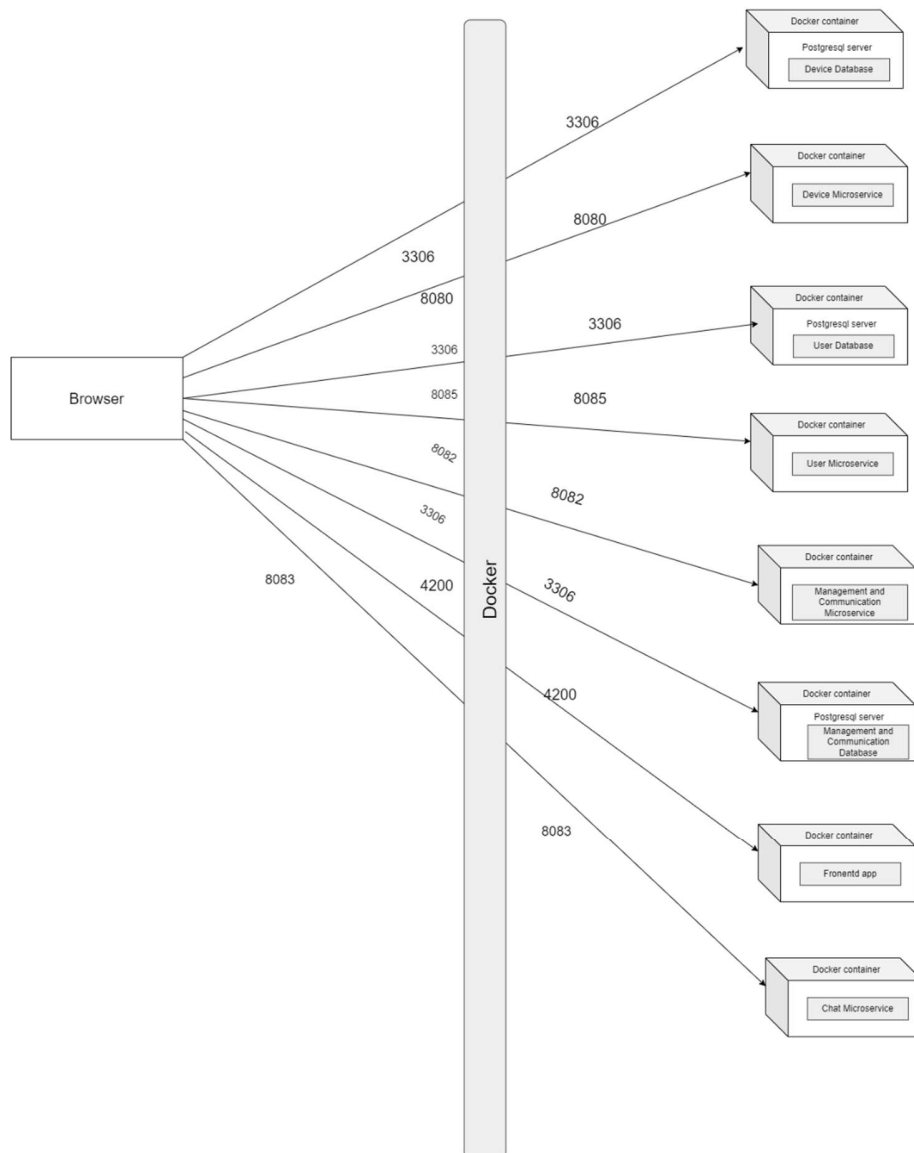 Docker container
Postgresql server
Device Database
3306
Docker container
Device Microservice
8080
3306
8080
Docker container
Postgresql server
User Database
3306
3306
Browser
8085
8085
Docker container
User Microservice
8082
8082
3306
Docker container
Management and
Communication
Microservice
8083
4200
Docker
3306
Docker container
Postgresql server
Management and
Communication
Database
4200
8083
Docker container
Fronentd app
Docker container
Chat Microservice